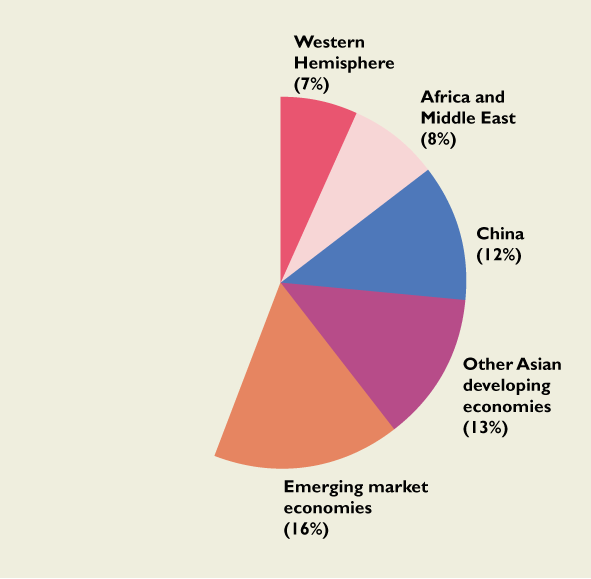 Western
Hemisphere
(7%)
Africa and
Middle East
(8%)
China
(12%)
Other Asian
developing
economies
(13%)
Emerging market
economies
(16%)